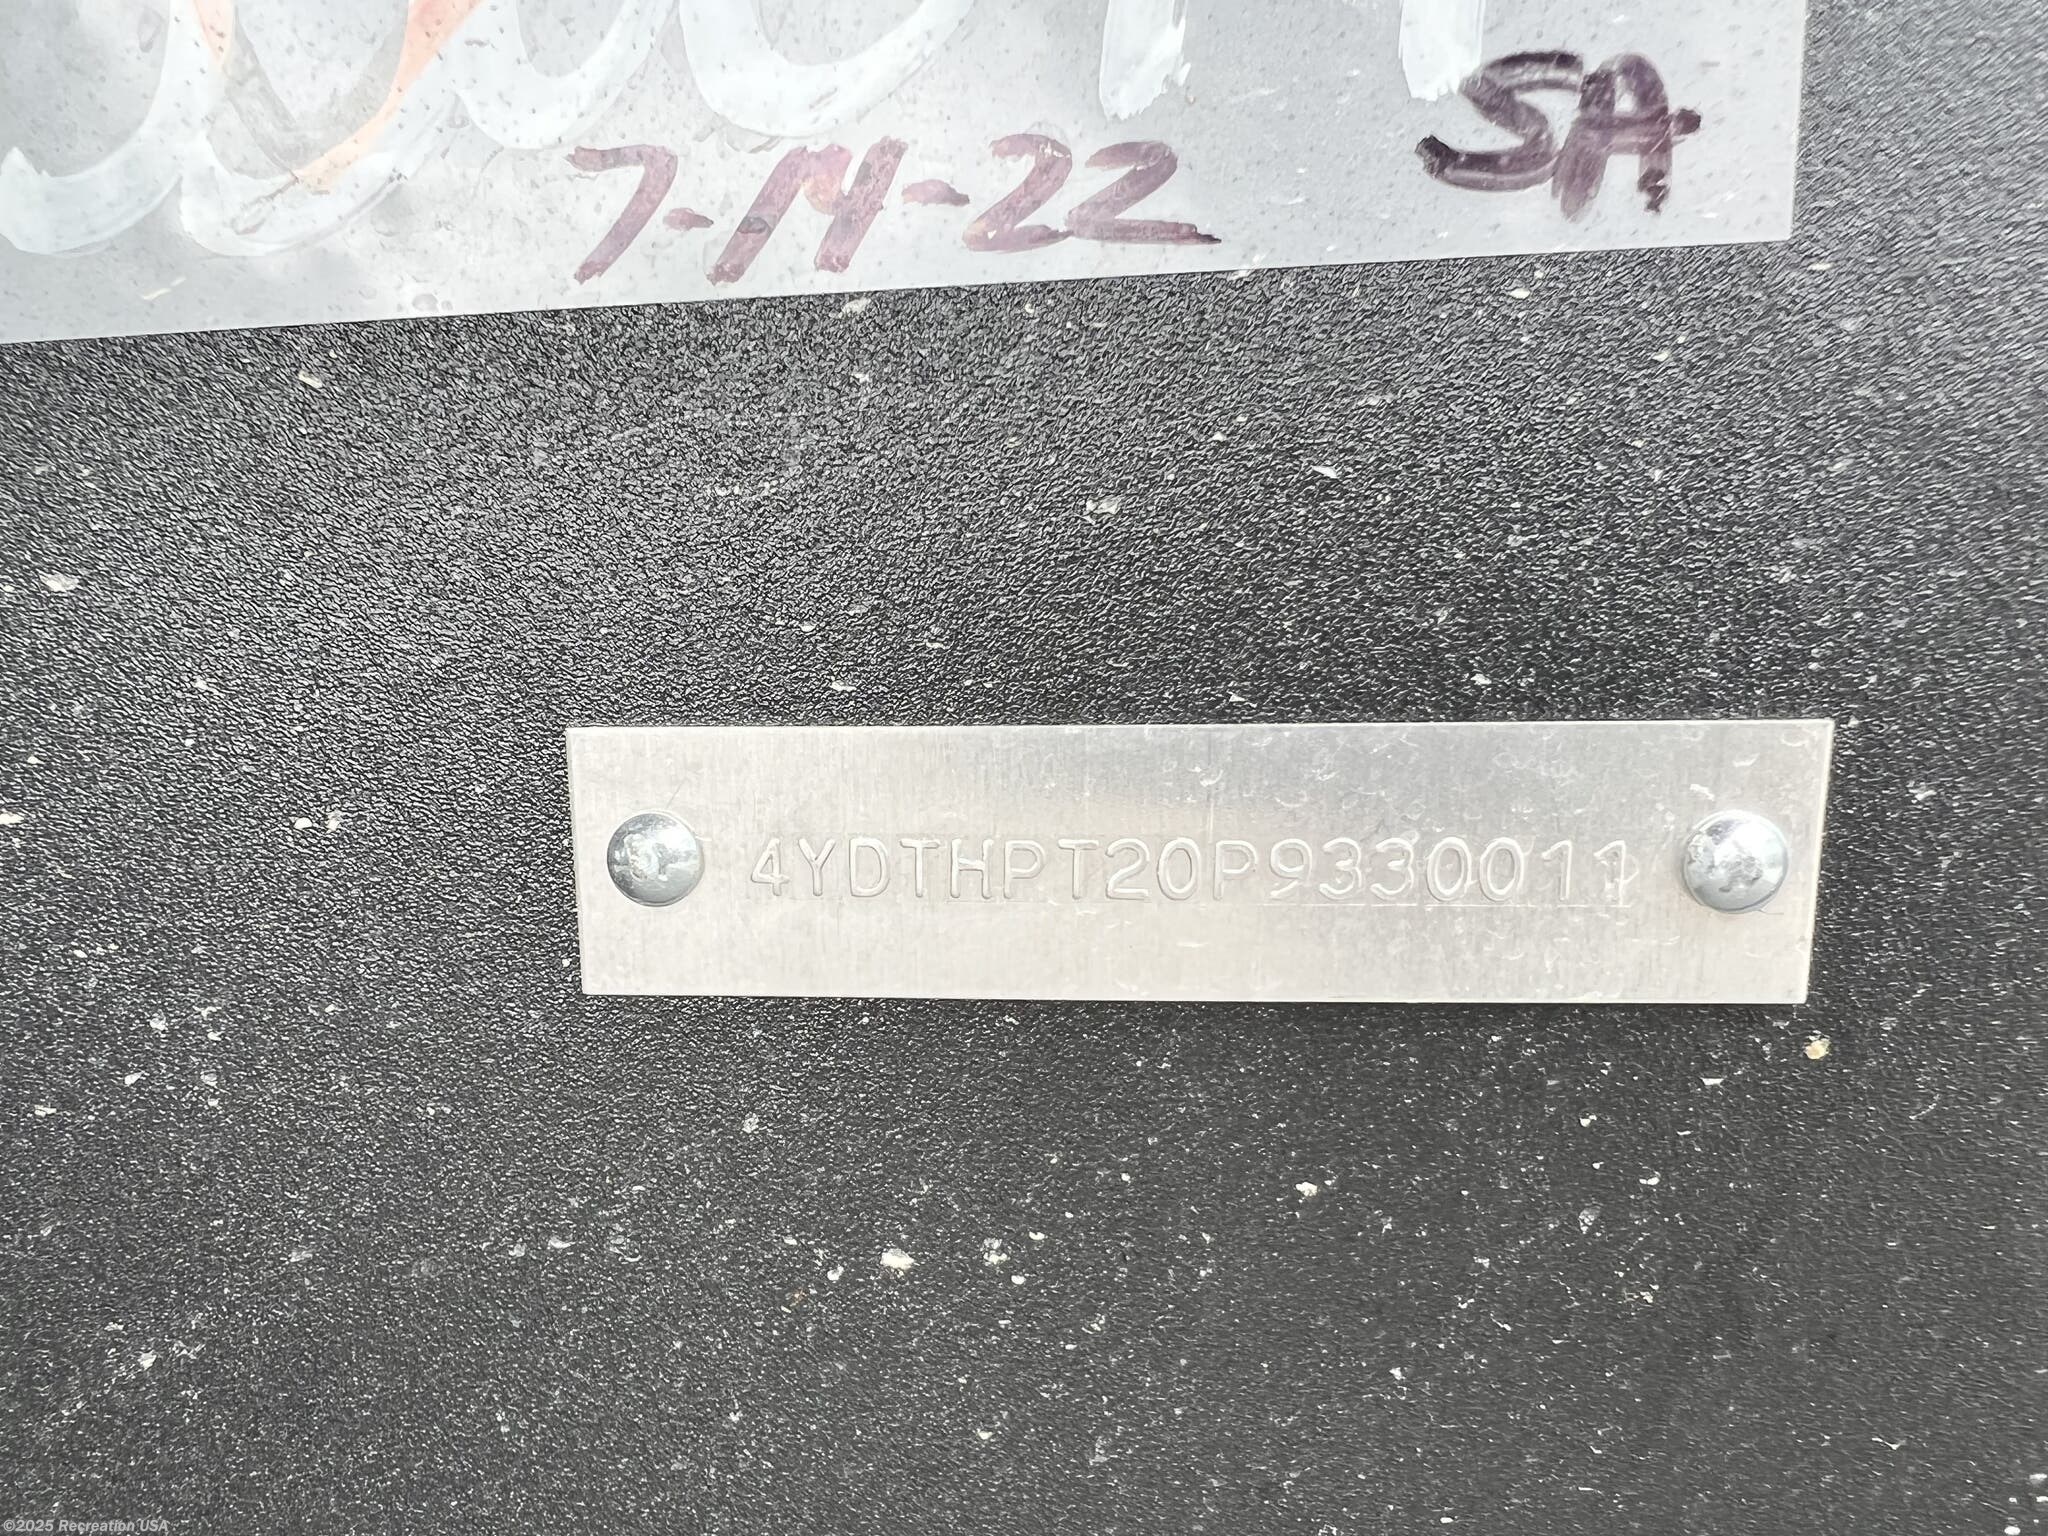 7-14-22 SA
4YDTHPT20P9330011
©2025 Recreation USA